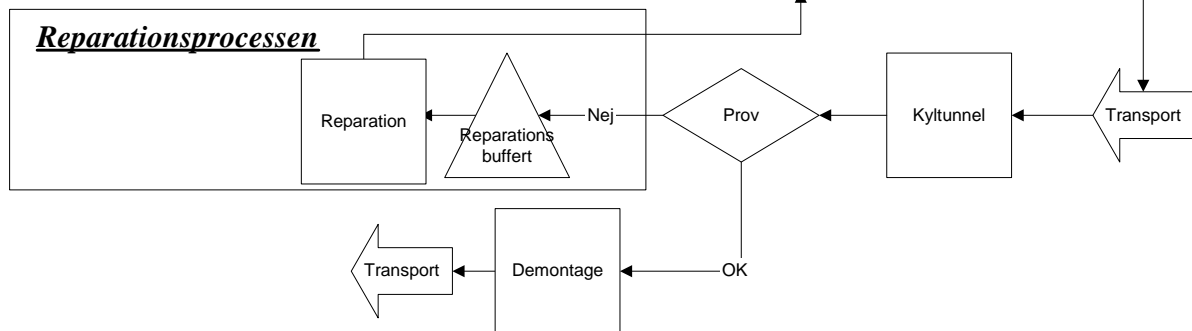 Reparationsprocessen
Reparation
Reparations
buffert
Nej
Prov
Kyltunnel
Transport
Transport
Demontage
OK